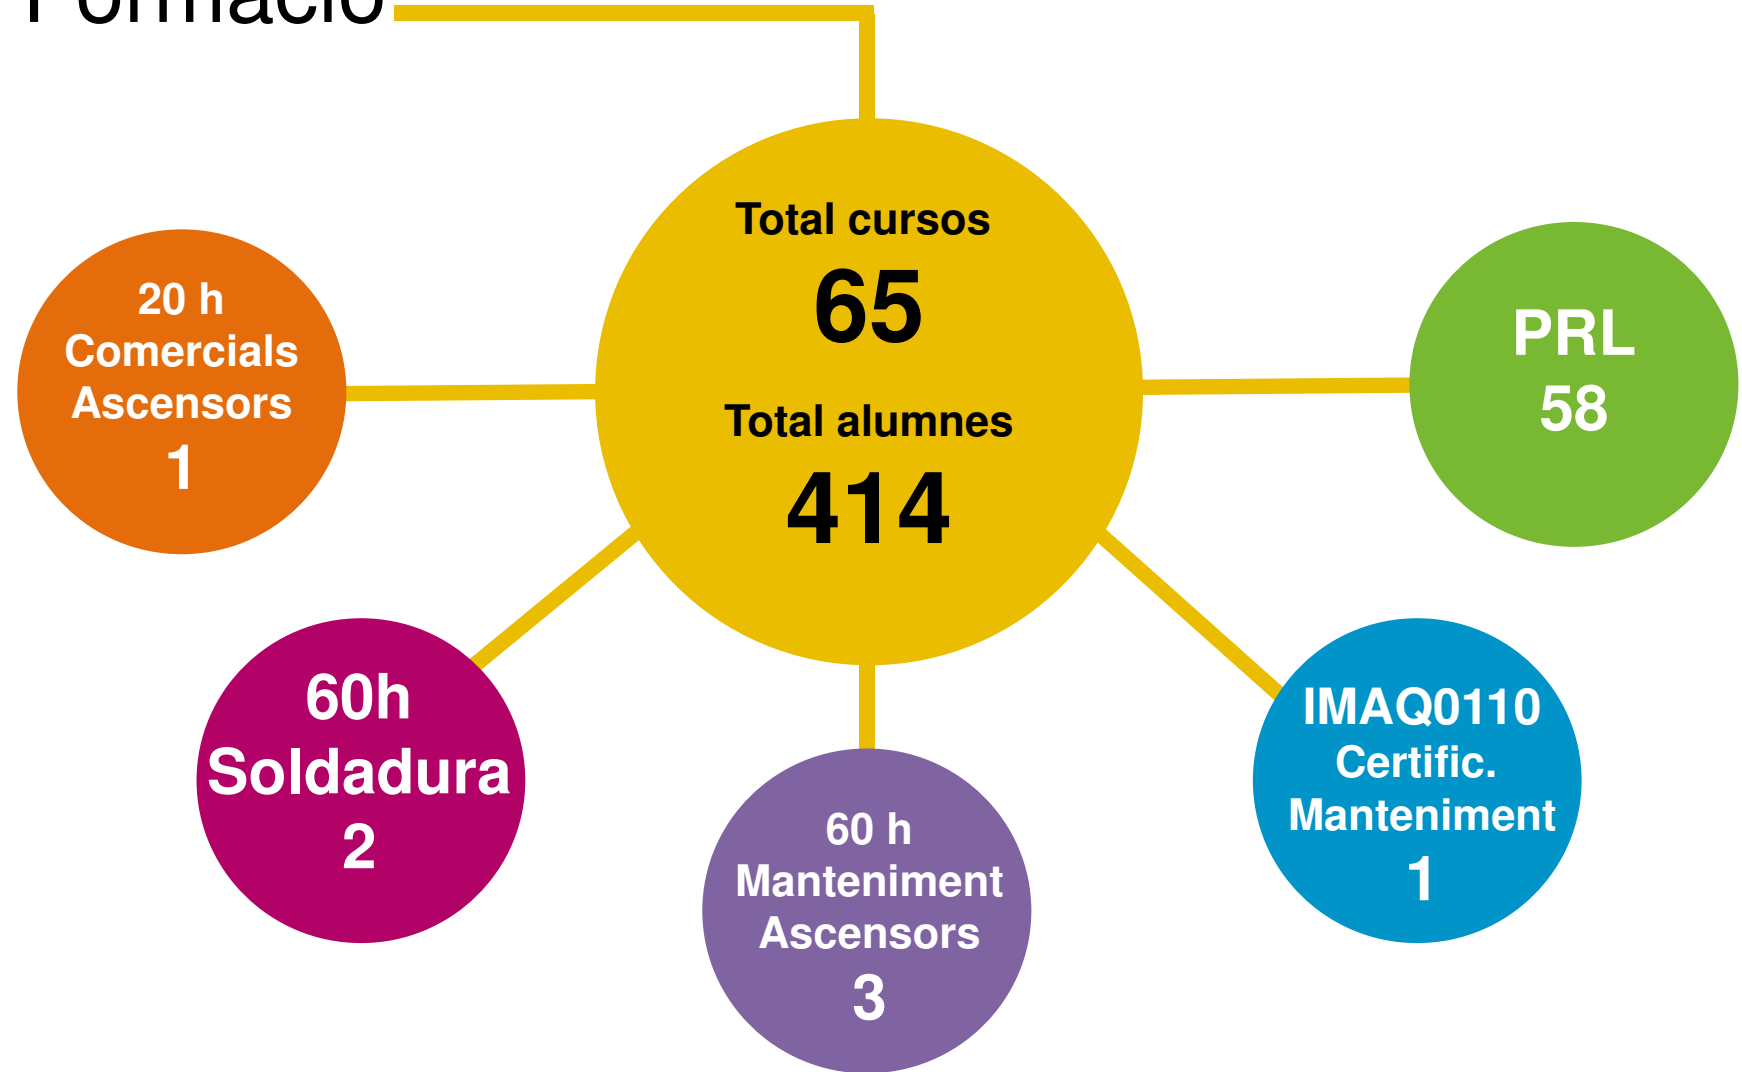 Formació
Total cursos
65
Total alumnes
414
20 h
Comercials
Ascensors
1
PRL
58
60h
Soldadura
2
60 h
Manteniment
Ascensors
3
IMAQ0110
Certific.
Manteniment
1